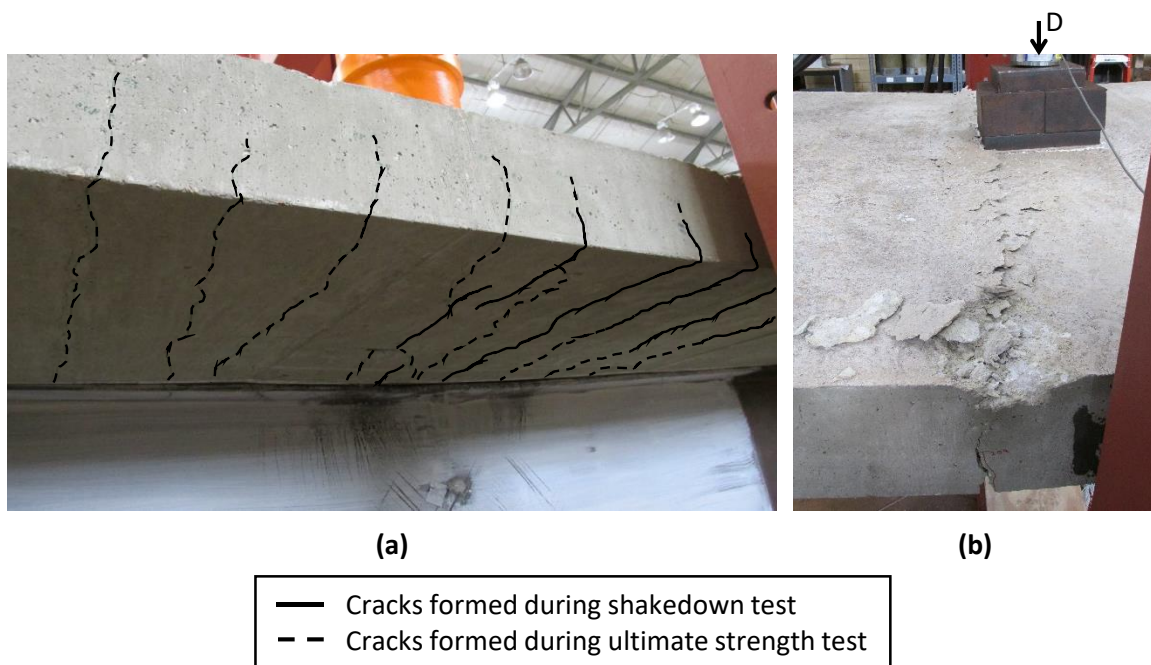 D
(a)
(b)
Cracks formed during shakedown test
Cracks formed during ultimate strength test